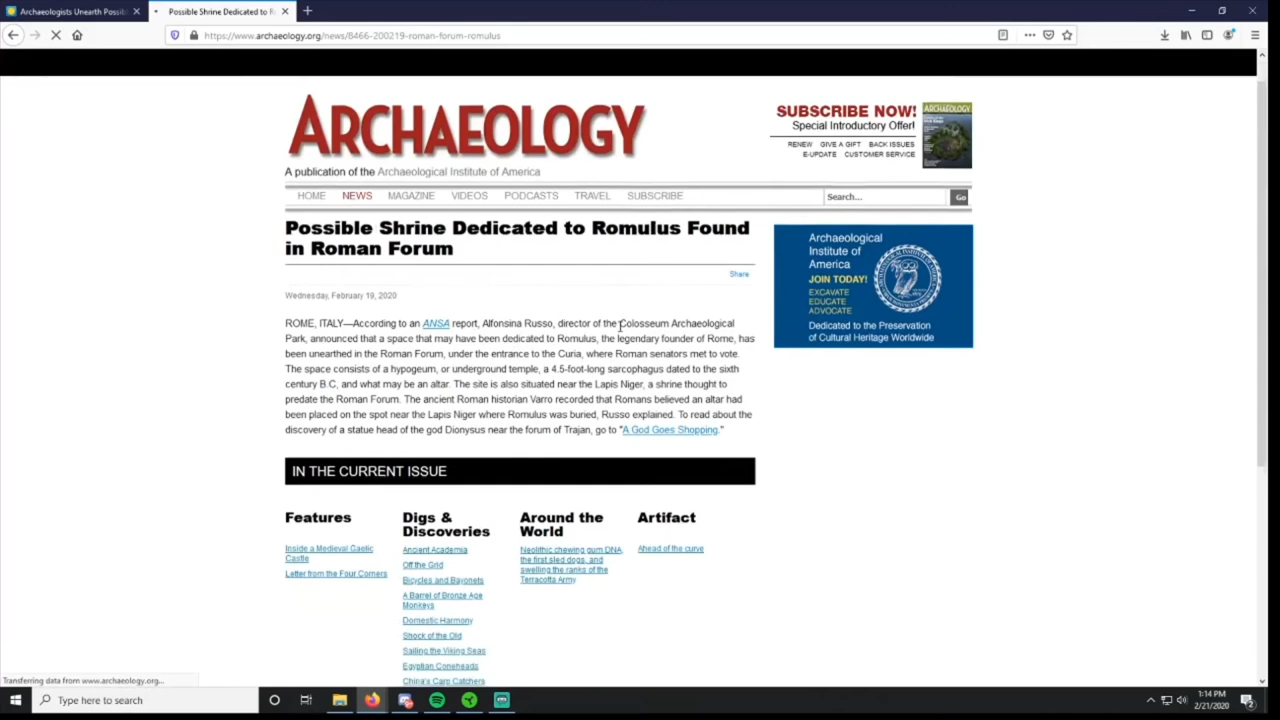 Archaeologists Unearth Possib
Possible Shrine Dedicated to R
https://www.archaeology.org/news/8466-200219-roman-forum-romulus
ARCHAEOLOGY
A publication of the Archaeological Institute of America
SUBSCRIBE NOW!
Special Introductory Offer!
RENEW GIVE A GIFT BACK ISSUES
E-UPDATE CUSTOMER SERVICE
ARCHAEOLOGY
HOME NEWS MAGAZINE VIDEOS PODCASTS TRAVEL SUBSCRIBE
Search...
Go
Possible Shrine Dedicated to Romulus Found
in Roman Forum
Share
Wednesday, February 19, 2020
ROME, ITALY—According to an ANSA report, Alfonsina Russo, director of the Colosseum Archaeological
Park, announced that a space that may have been dedicated to Romulus, the legendary founder of Rome, has
been unearthed in the Roman Forum, under the entrance to the Curia, where Roman senators met to vote.
The space consists of a hypogeum, or underground temple, a 4.5-foot-long sarcophagus dated to the sixth
century B.C, and what may be an altar. The site is also situated near the Lapis Niger, a shrine thought to
predate the Roman Forum. The ancient Roman historian Varro recorded that Romans believed an altar had
been placed on the spot near the Lapis Niger where Romulus was buried, Russo explained. To read about the
discovery of a statue head of the god Dionysus near the forum of Trajan, go to "A God Goes Shopping."
Archaeological
Institute of
America
JOIN TODAY!
EXCAVATE
EDUCATE
ADVOCATE
Dedicated to the Preservation
of Cultural Heritage Worldwide
IN THE CURRENT ISSUE
Features
Inside a Medieval Gaelic
Castle
Letter from the Four Corners
Digs &
Discoveries
Ancient Academia
Off the Grid
Bicycles and Bayonets
A Barrel of Bronze Age
Monkeys
Domestic Harmony
Shock of the Old
Sailing the Viking Seas
Egyptian Coneheads
China's Care Catchers
Around the
World
Neolithic chewing gum DNA,
the first sled dogs, and
swelling the ranks of the
Terracotta Army
Artifact
Ahead of the curve
Transferring data from www.archaeology.org...
Type here to search
1:14 PM
2/21/2020